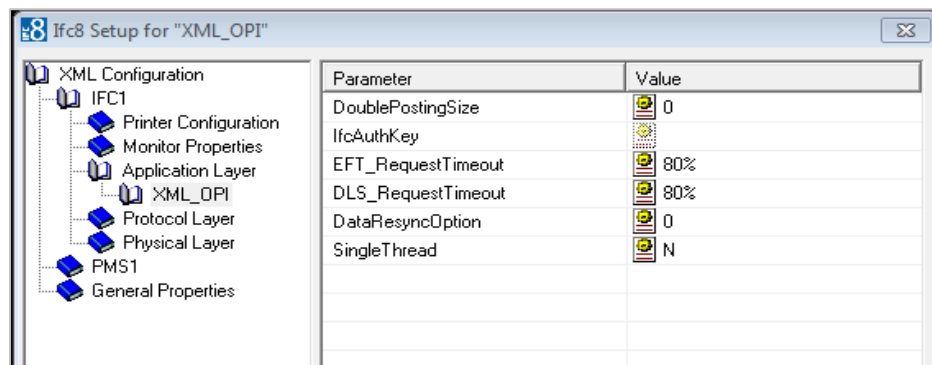 Ifc8 Setup for "XML_OPI"
XML Configuration
IFC1
Printer Configuration
Monitor Properties
Application Layer
XML_OPI
Protocol Layer
Physical Layer
PMS1
General Properties
Parameter Value
DoublePostingSize 0
IfcAuthKey
EFT_RequestTimeout 80%
DLS_RequestTimeout 80%
DataResyncOption 0
SingleThread N